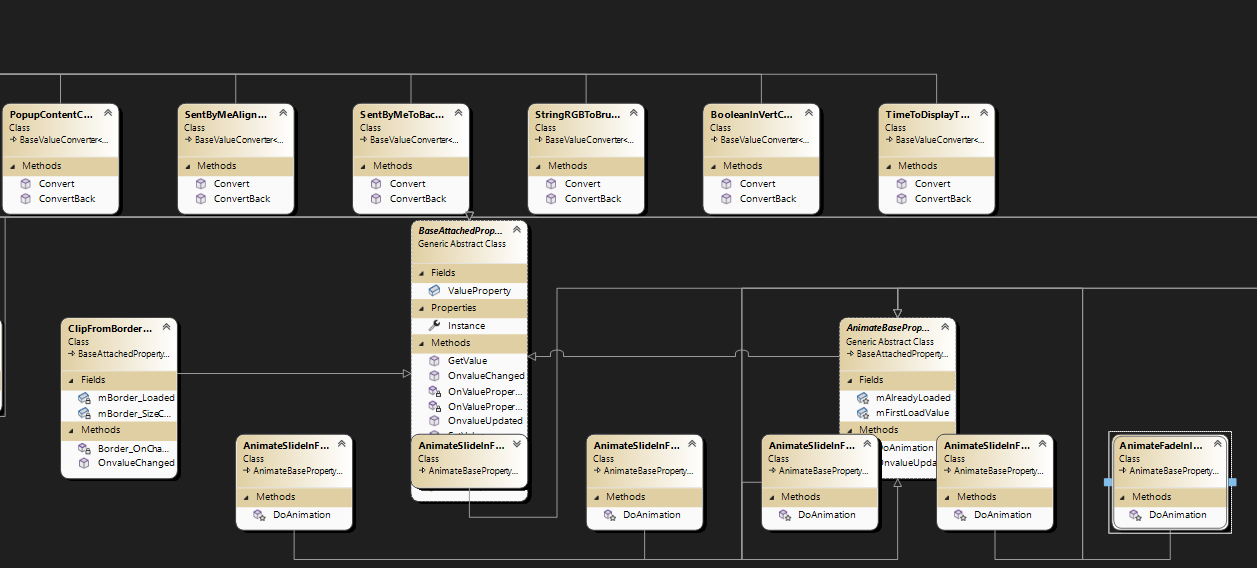 PopupContentC...
Class
BaseValueConverter<...
Methods
Convert
ConvertBack
SentByMeAlign...
Class
BaseValueConverter<...
Methods
Convert
ConvertBack
SentByMeToBac...
Class
BaseValueConverter<...
Methods
Convert
ConvertBack
StringRGBToBru...
Class
BaseValueConverter<...
Methods
Convert
ConvertBack
BooleanInVertC...
Class
BaseValueConverter<...
Methods
Convert
ConvertBack
TimeToDisplayT...
Class
BaseValueConverter<...
Methods
Convert
ConvertBack
BaseAttachedProp...
Generic Abstract Class
Fields
ValueProperty
Properties
Instance
Methods
GetValue
OnvalueChanged
OnValueProper...
OnValueProper...
OnvalueUpdated
ClipFromBorder...
Class
BaseAttachedProperty...
Fields
mBorder_Loaded
mBorder_SizeC...
Methods
Border_OnCha...
OnvalueChanged
AnimateBaseProp...
Generic Abstract Class
BaseAttachedProperty...
Fields
mAlreadyLoaded
mFirstLoadValue
Methods
DoAnimation
OnvalueUpda
AnimateSlideInF...
Class
AnimateBaseProperty...
Methods
DoAnimation
AnimateSlideInF...
Class
AnimateBaseProperty...
AnimateSlideInF...
Class
AnimateBaseProperty...
Methods
DoAnimation
AnimateSlideInF...
Class
AnimateBaseProperty...
Methods
DoAnimation
AnimateSlideInF...
Class
AnimateBaseProperty...
Methods
DoAnimation
AnimateFadeInI...
Class
AnimateBaseProperty...
Methods
DoAnimation